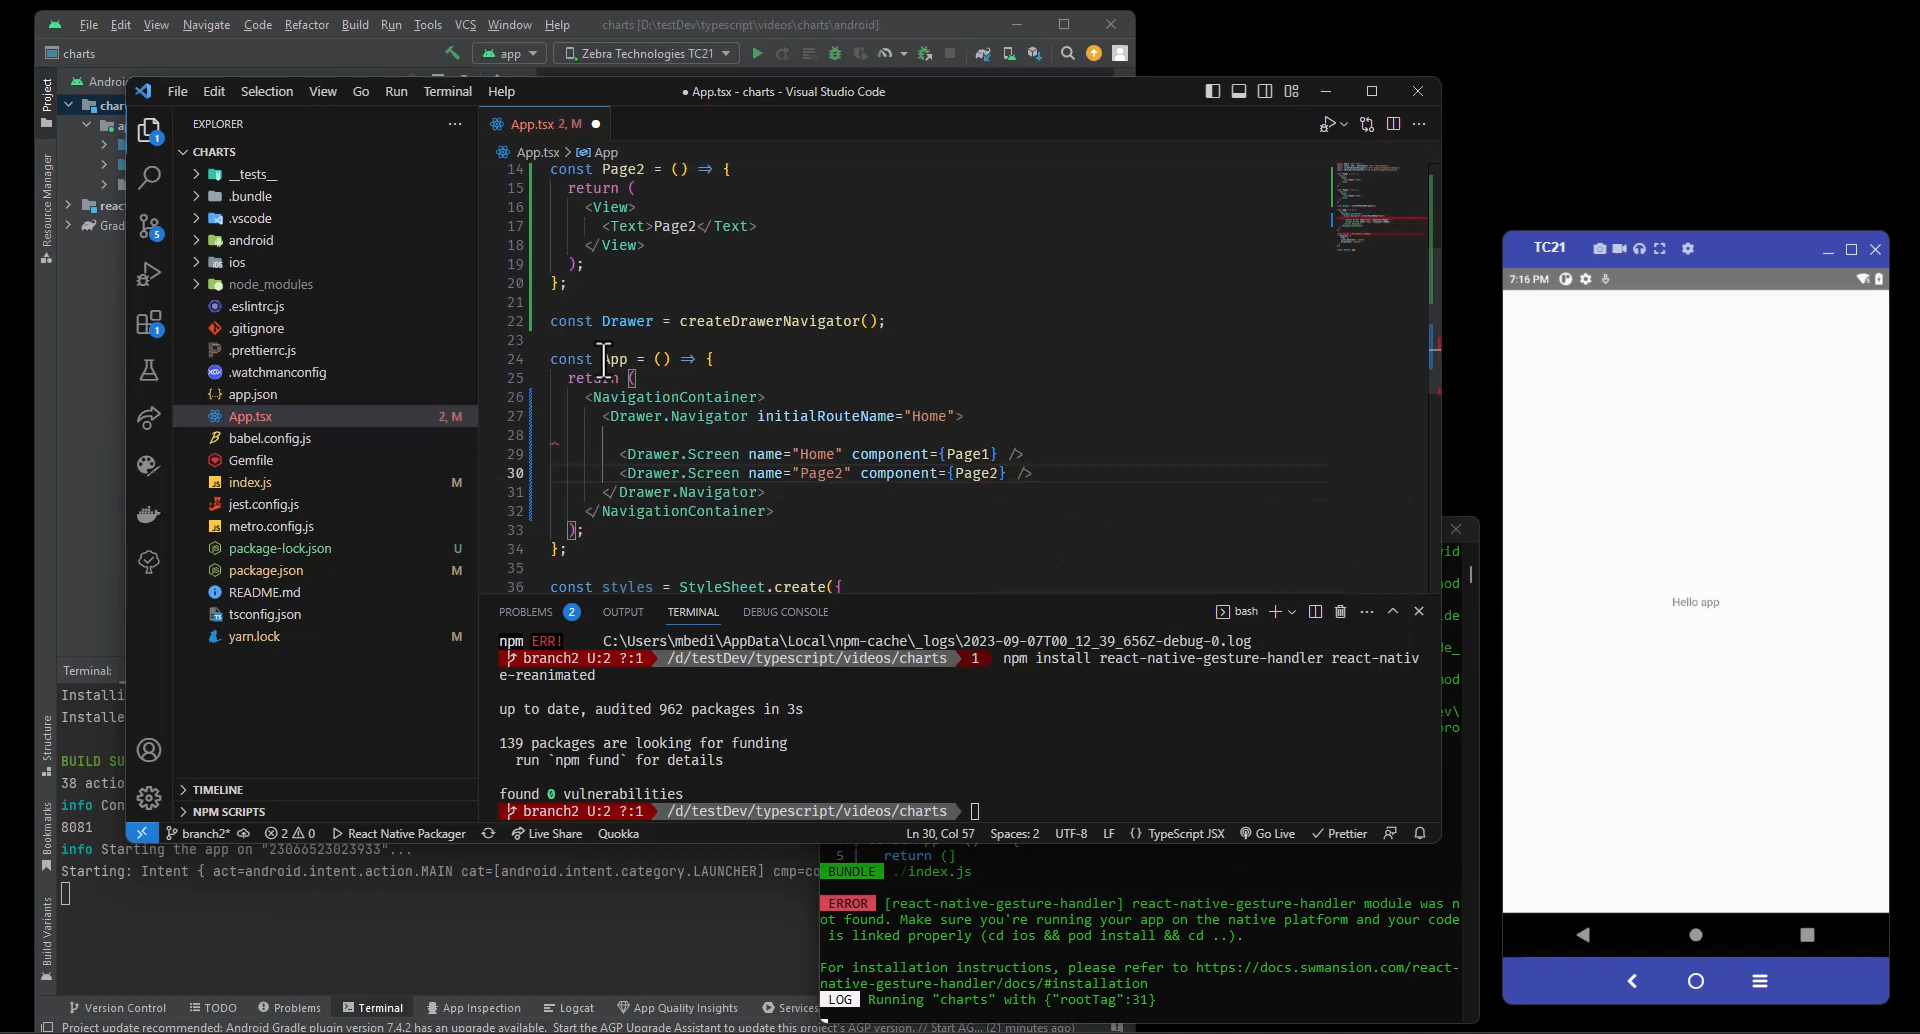 File Edit View Navigate Code Refactor Build Run Tools VCS Window Help charts [D:\testDev\typescript\videos\charts\android]
charts
app
Zebra Technologies TC21
Project
Resource Manager
Structure
Bookmarks
Build Variants
File Edit Selection View Go Run Terminal Help
● App.tsx - charts - Visual Studio Code
EXPLORER
CHARTS
__tests__
.bundle
.vscode
android
ios
node_modules
.eslintrc.js
.gitignore
.prettierrc.js
.watchmanconfig
app.json
App.tsx 2, M
babel.config.js
Gemfile
index.js M
jest.config.js
metro.config.js
package-lock.json U
package.json M
README.md
tsconfig.json
yarn.lock M
TIMELINE
NPM SCRIPTS
App.tsx 2, M
App.tsx > App
14 const Page2 = () => {
15 return (
16 <View>
17 <Text>Page2</Text>
18 </View>
19 );
20 };
21
22 const Drawer = createDrawerNavigator();
23
24 const App = () => {
25 return (
26 <NavigationContainer>
27 <Drawer.Navigator initialRouteName="Home">
28
29 <Drawer.Screen name="Home" component={Page1} />
30 <Drawer.Screen name="Page2" component={Page2} />
31 </Drawer.Navigator>
32 </NavigationContainer>
33 );
34 };
35
36 const styles = StyleSheet.create({
PROBLEMS 2 OUTPUT TERMINAL DEBUG CONSOLE
bash
npm ERR! C:\Users\mbedi\AppData\Local\npm-cache\_logs\2023-09-07T00_12_39_656Z-debug-0.log
branch2 U:2 ?:1 /d/testDev/typescript/videos/charts 1 npm install react-native-gesture-handler react-nativ
e-reanimated
up to date, audited 962 packages in 3s
139 packages are looking for funding
run `npm fund` for details
found 0 vulnerabilities
branch2 U:2 ?:1 /d/testDev/typescript/videos/charts
branch2* 2 0 React Native Packager Live Share Quokka Ln 30, Col 57 Spaces: 2 UTF-8 LF {} TypeScript JSX Go Live Prettier
Terminal:
Installi
Installe
BUILD SU
38 actio
info Con
8081
info Starting the app on "23066523023933"...
Starting: Intent { act=android.intent.action.MAIN cat=[android.intent.category.LAUNCHER] cmp=co
5 | return (]
BUNDLE ./index.js
ERROR [react-native-gesture-handler] react-native-gesture-handler module was n
ot found. Make sure you're running your app on the native platform and your code
is linked properly (cd ios && pod install && cd ..).
For installation instructions, please refer to https://docs.swmansion.com/react-
native-gesture-handler/docs/#installation
LOG Running "charts" with {"rootTag":31}
Version Control TODO Problems Terminal App Inspection Logcat App Quality Insights Services
Project update recommended: Android Gradle plugin version 7.4.2 has an upgrade available. Start the AGP Upgrade Assistant to update this project's AGP version. // Start AG... (21 minutes ago)
TC21
7:16 PM
Hello app